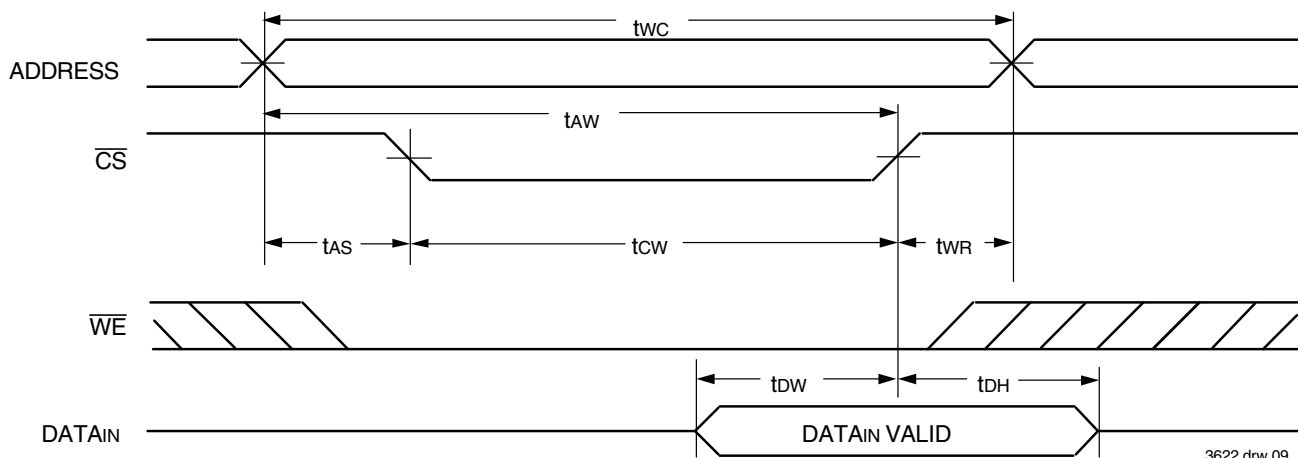 tWC
ADDRESS
tAW
CS
tAS
tCW
tWR
WE
tDW
tDH
DATAIN
DATAIN VALID
3622 drw 09